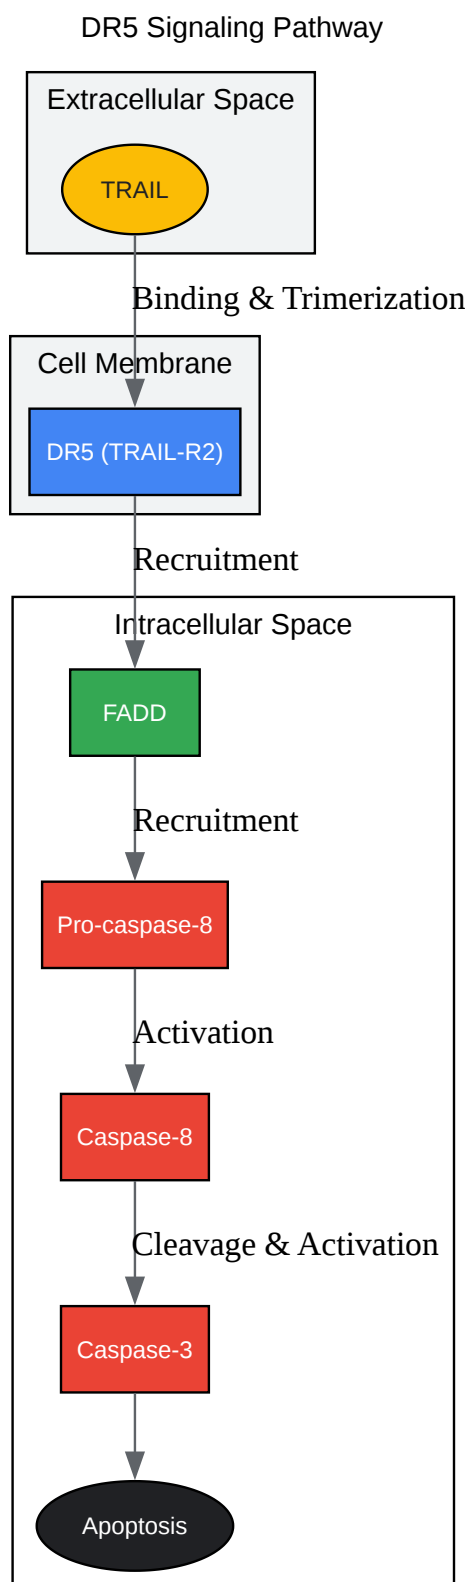 DR5 Signaling Pathway
Extracellular Space
TRAIL
Binding & Trimerization
Cell Membrane
DR5 (TRAIL-R2)
Recruitment
Intracellular Space
FADD
Recruitment
Pro-caspase-8
Activation
Caspase-8
Cleavage & Activation
Caspase-3
Apoptosis